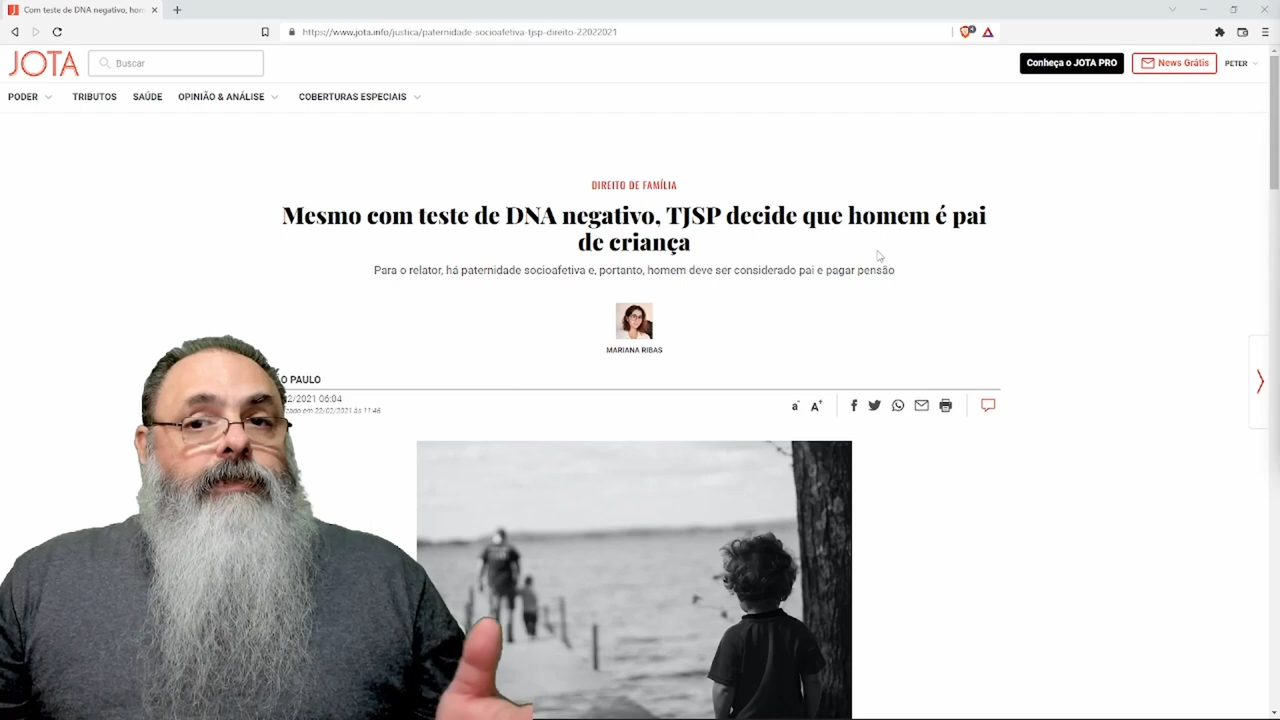 Com teste de DNA negativo, hom
https://www.jota.info/justica/paternidade-socioafetiva-tjsp-direito-22022021
JOTA
Buscar
Conheça o JOTA PRO
News Grátis
PETER
PODER
TRIBUTOS
SAÚDE
OPINIÃO & ANÁLISE
COBERTURAS ESPECIAIS
DIREITO DE FAMÍLIA
Mesmo com teste de DNA negativo, TJSP decide que homem é pai
de criança
Para o relator, há paternidade socioafetiva e, portanto, homem deve ser considerado pai e pagar pensão
MARIANA RIBAS
O PAULO
02/2021 06:04
zado em 22/02/2021 às 11:46
a-
A+